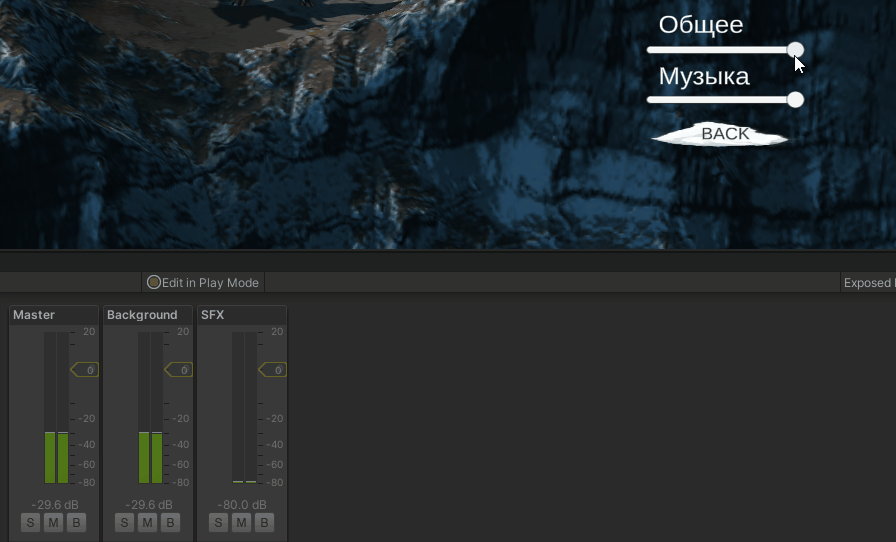 Общее
Музыка
BACK
Edit in Play Mode
Exposed
Master Background SFX
20 20 20
0 0 0
-20 -20 -20
-40 -40 -40
-60 -60 -60
-80 -80 -80
-29.6 dB -29.6 dB -80.0 dB
S M B S M B S M B